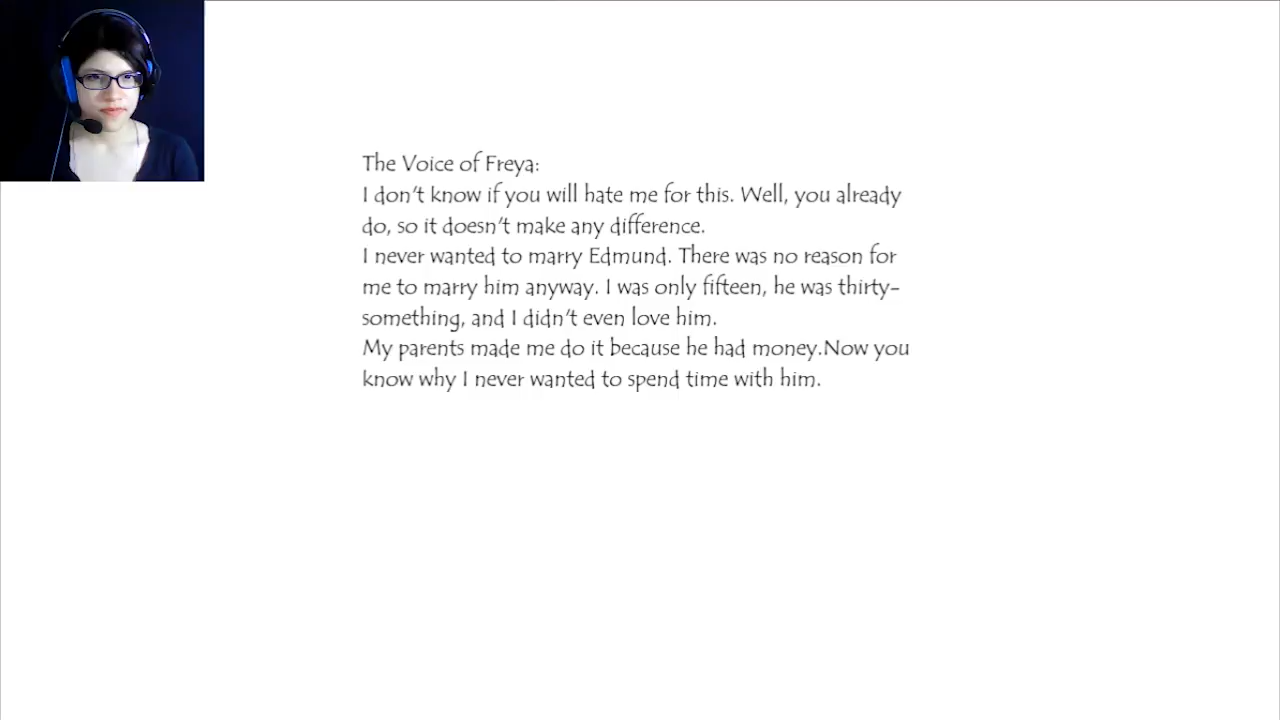 The Voice of Freya:
I don't know if you will hate me for this. Well, you already
do, so it doesn't make any difference.
I never wanted to marry Edmund. There was no reason for
me to marry him anyway. I was only fifteen, he was thirty-
something, and I didn't even love him.
My parents made me do it because he had money.Now you
know why I never wanted to spend time with him.